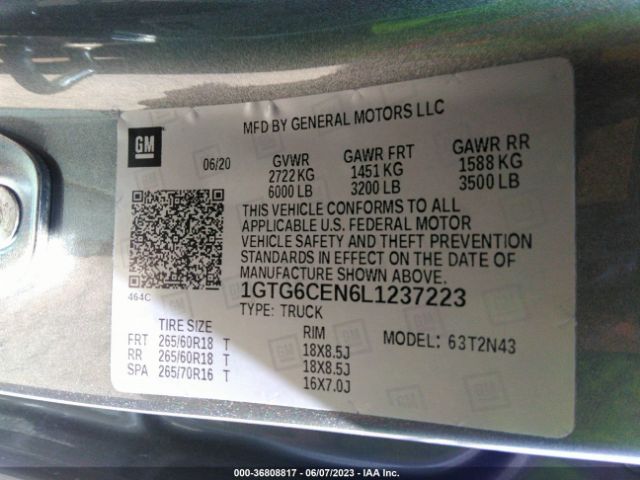 MFD BY GENERAL MOTORS LLC
GM
06/20 GVWR GAWR FRT GAWR RR
2722 KG 1451 KG 1588 KG
6000 LB 3200 LB 3500 LB
THIS VEHICLE CONFORMS TO ALL
APPLICABLE U.S. FEDERAL MOTOR
VEHICLE SAFETY AND THEFT PREVENTION
STANDARDS IN EFFECT ON THE DATE OF
MANUFACTURE SHOWN ABOVE.
464C
1GTG6CEN6L1237223
TYPE: TRUCK
TIRE SIZE RIM MODEL: 63T2N43
FRT 265/60R18 T 18X8.5J
RR 265/60R18 T 18X8.5J
SPA 265/70R16 T 16X7.0J
000-36808817 - 06/07/2023 - IAA Inc.